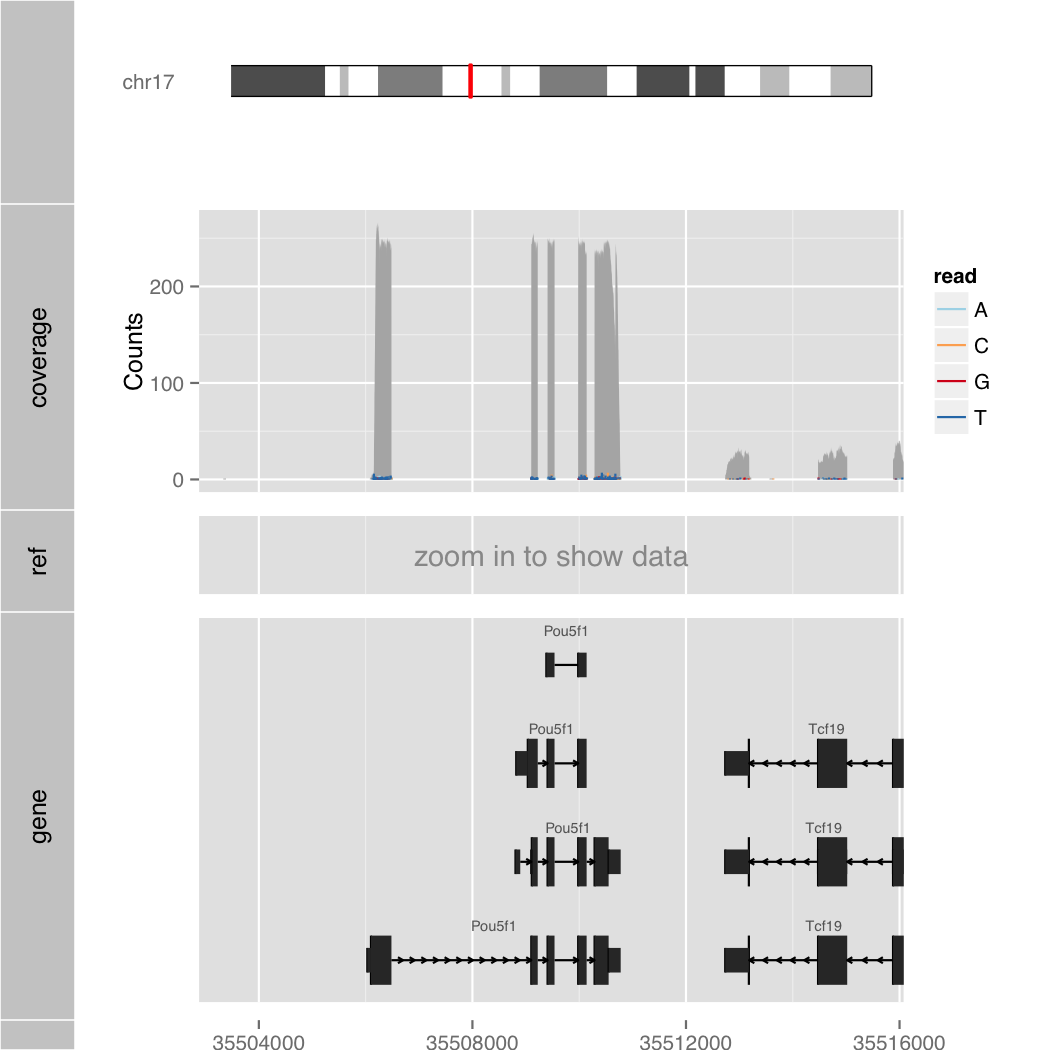 chr17
coverage
Counts
200
100
0
read
A
C
G
T
ref
zoom in to show data
gene
Pou5f1
Pou5f1
Tcf19
Pou5f1
Tcf19
Pou5f1
Tcf19
35504000
35508000
35512000
35516000